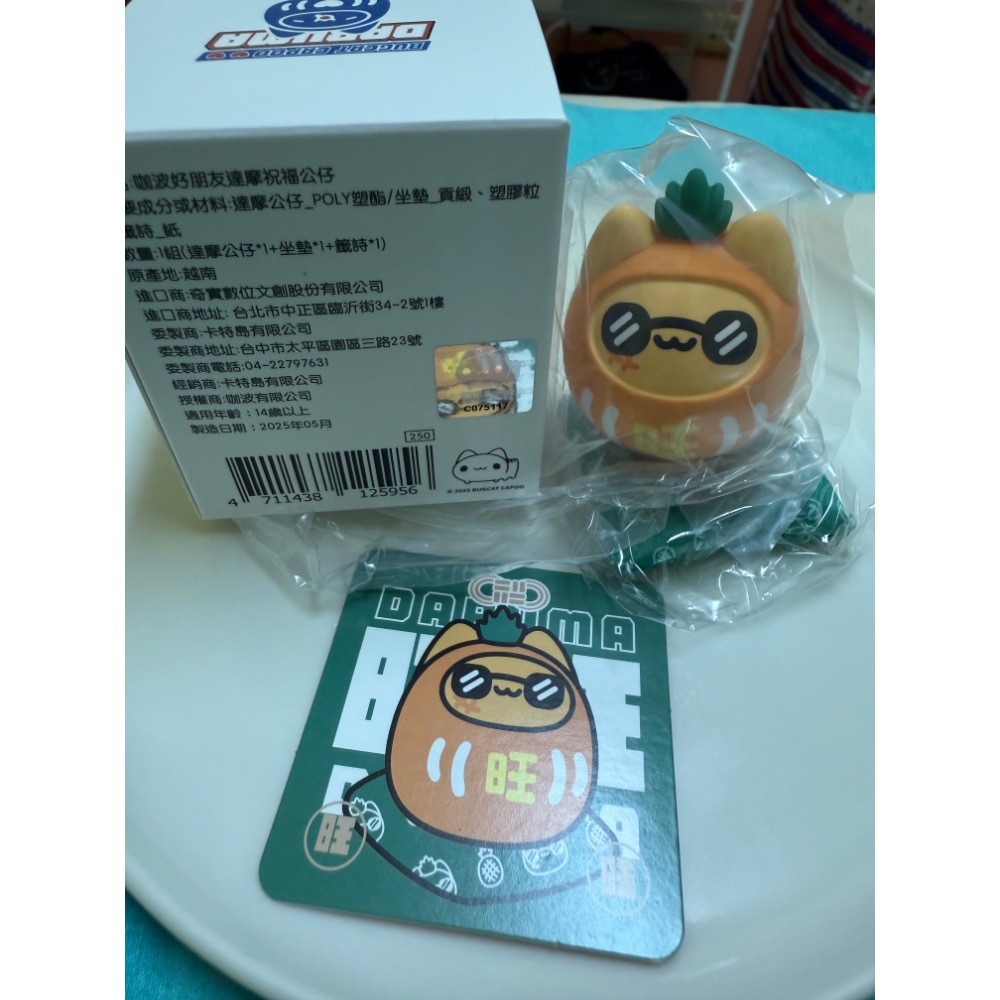 DARUMA
BUGCAT CAPOO
:咖波好朋友達摩祝福公仔
要成分或材料:達摩公仔_POLY塑酯/坐墊_貢緞、塑膠粒
籤詩_紙
數量:1組(達摩公仔*1+坐墊*1+籤詩*1)
原產地:越南
進口商:奇實數位文創股份有限公司
進口商地址: 台北市中正區臨沂街34-2號1樓
委製商:卡特島有限公司
委製商地址:台中市太平區園區三路23號
委製商電話:04-22797631
經銷商:卡特島有限公司
授權商:咖波有限公司
適用年齡:14歲以上
製造日期:2025年05月
C075117
250
4 711438 125956
© 2025 BUGCAT CAPOO
旺
DARUMA
旺
旺
旺